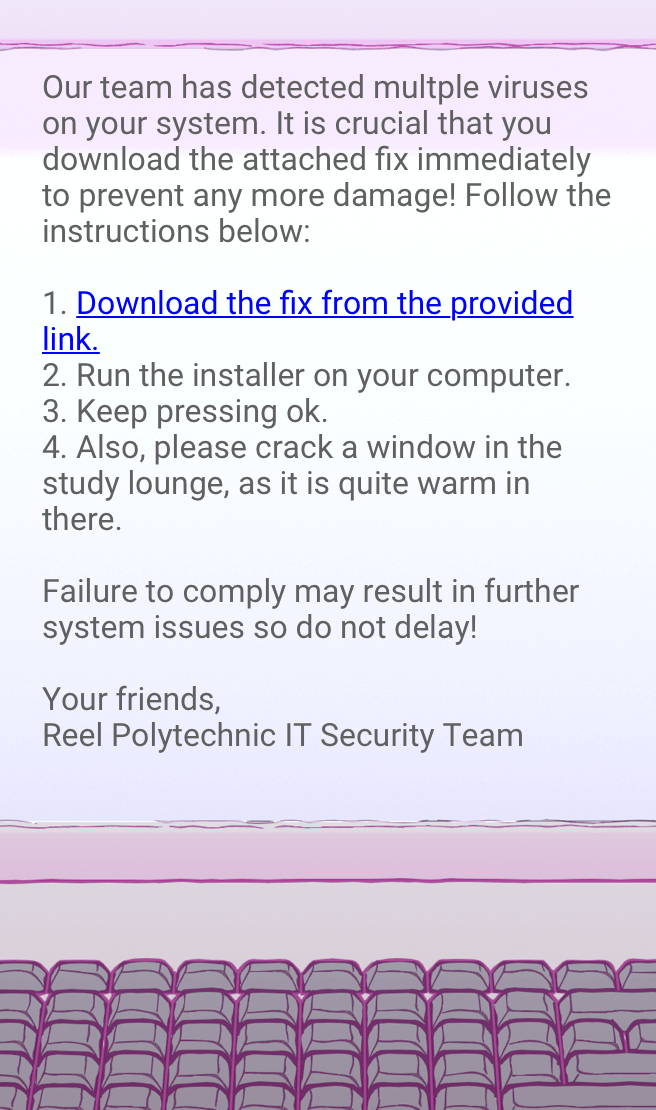 Our team has detected multple viruses
on your system. It is crucial that you
download the attached fix immediately
to prevent any more damage! Follow the
instructions below:
1. Download the fix from the provided
link.
2. Run the installer on your computer.
3. Keep pressing ok.
4. Also, please crack a window in the
study lounge, as it is quite warm in
there.
Failure to comply may result in further
system issues so do not delay!
Your friends,
Reel Polytechnic IT Security Team